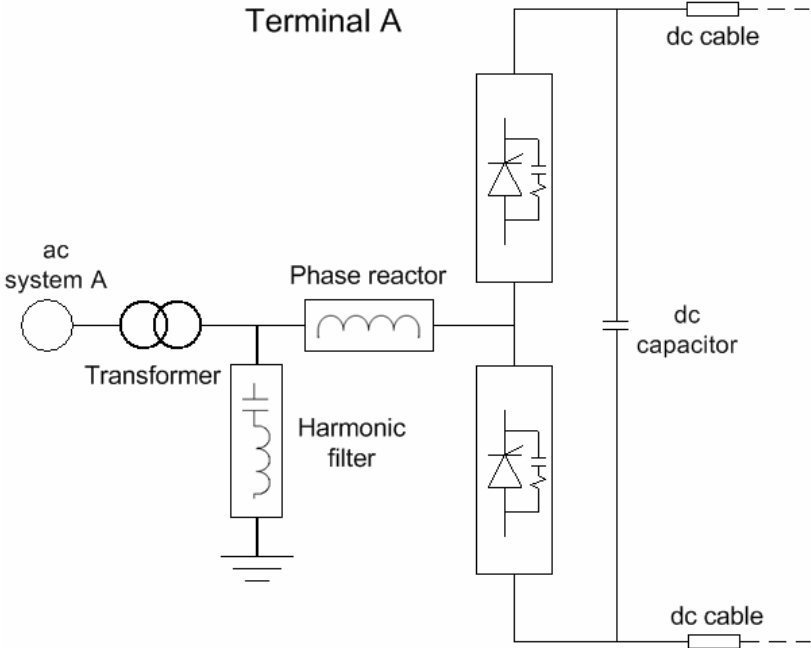 Terminal A
dc cable
ac
system A
Phase reactor
dc
capacitor
Transformer
Harmonic
filter
dc cable